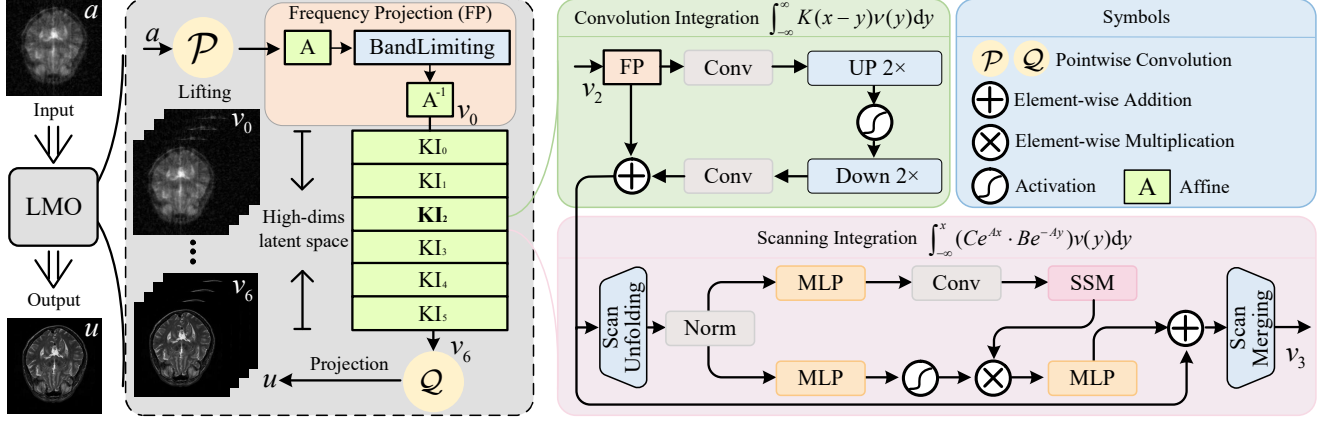 a
Input
LMO
Output
u
a
𝒫
Lifting
Frequency Projection (FP)
A
BandLimiting
A⁻¹
v₀
v₀
High-dims
latent space
KI₀
KI₁
KI₂
KI₃
KI₄
KI₅
v₆
v₆
𝒬
Projection
u
Convolution Integration ∫_{-∞}^{∞} K(x − y)ν(y)dy
v₂
FP
Conv
UP 2×
Down 2×
Conv
Symbols
𝒫 𝒬 Pointwise Convolution
Element-wise Addition
Element-wise Multiplication
Activation
A Affine
Scanning Integration ∫_{-∞}^{x} (Ce^{Ax} · Be^{-Ay})v(y)dy
Scan
Unfolding
Norm
MLP
Conv
SSM
MLP
MLP
Scan
Merging
v₃